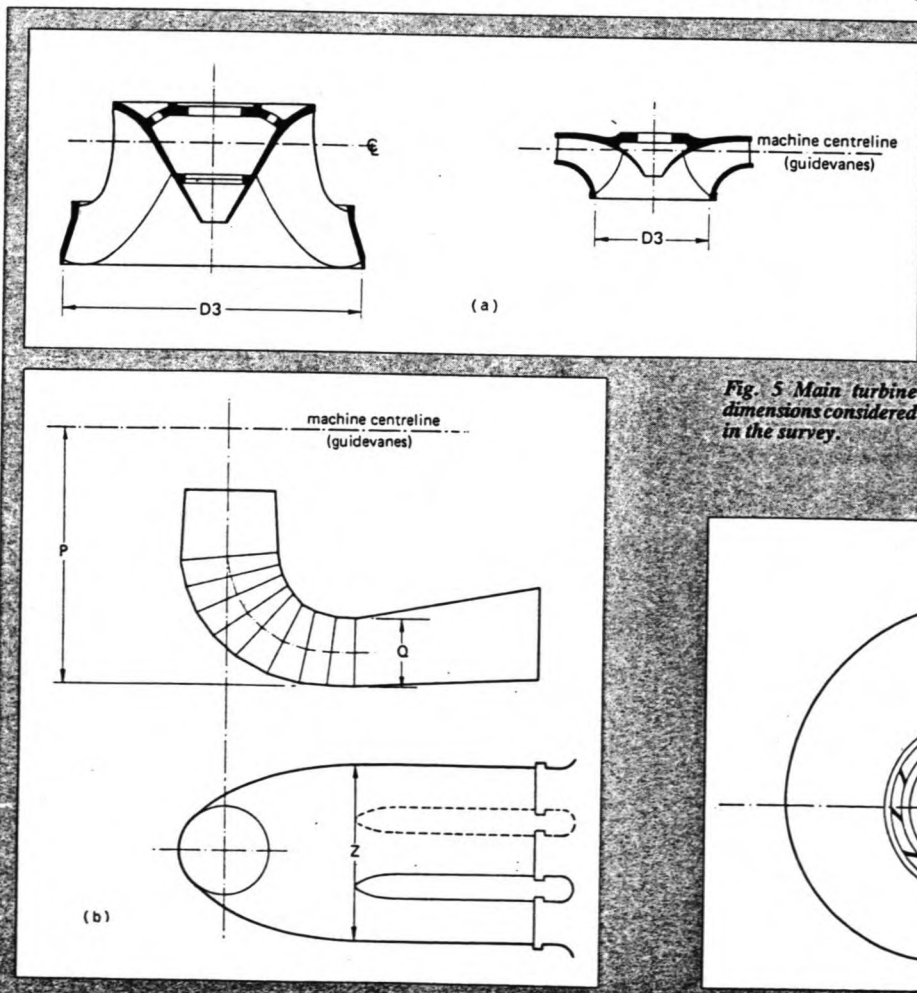 ℄
machine centreline
(guidevanes)
D3
D3
(a)
Fig. 5 Main turbine
dimensions considered
in the survey.
machine centreline
(guidevanes)
P
Q
Z
(b)